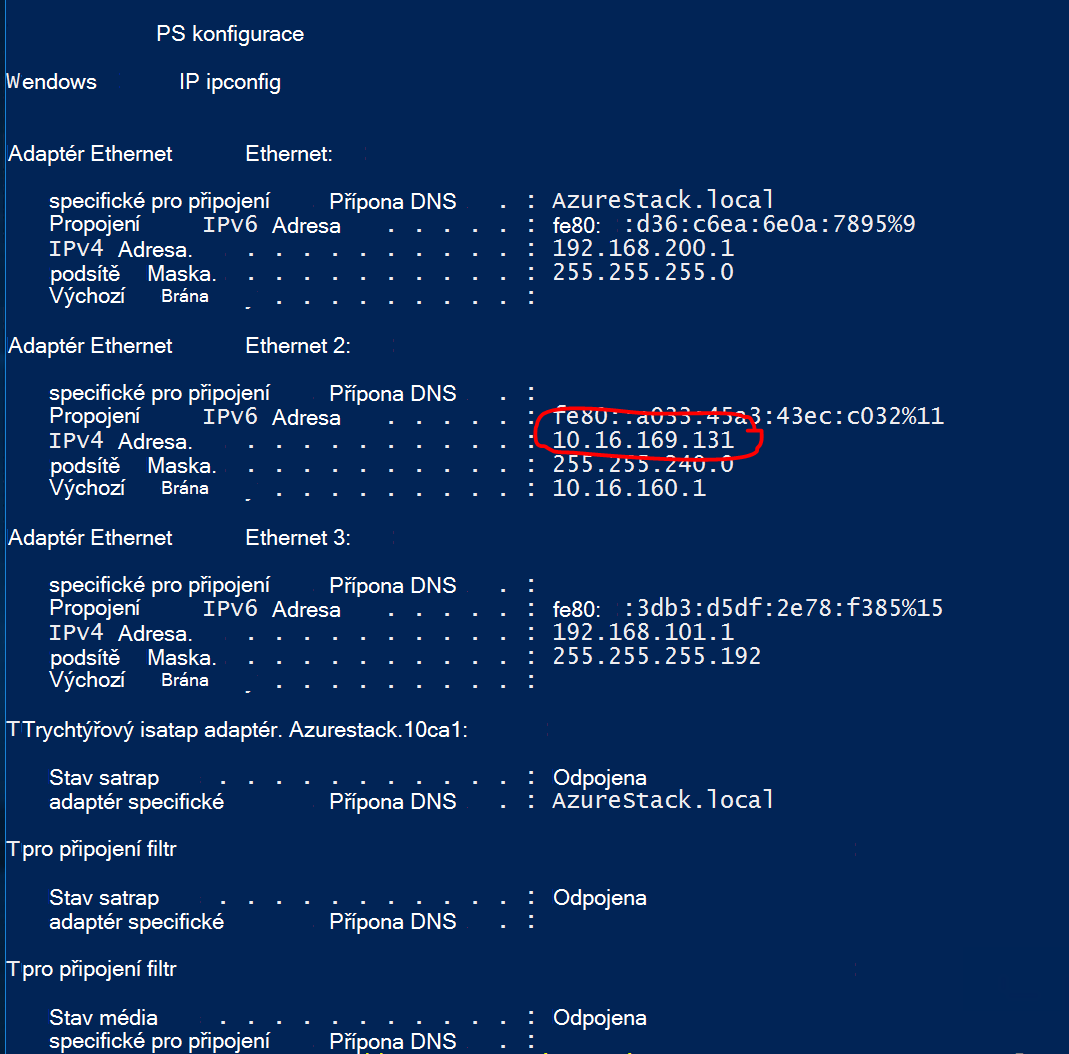 PS konfigurace
Wendows IP ipconfig
Adaptér Ethernet Ethernet:
specifické pro připojení Přípona DNS . : AzureStack.local
Propojení IPv6 Adresa . . . . . : fe80: :d36:c6ea:6e0a:7895%9
IPv4 Adresa. . . . . . . . . . . : 192.168.200.1
podsítě Maska. . . . . . . . . . . : 255.255.255.0
Výchozí Brána . . . . . . . . . . :
Adaptér Ethernet Ethernet 2:
specifické pro připojení Přípona DNS . :
Propojení IPv6 Adresa . . . . . : fe80::a033:45a3:43ec:c032%11
IPv4 Adresa. . . . . . . . . . . : 10.16.169.131
podsítě Maska. . . . . . . . . . . : 255.255.240.0
Výchozí Brána . . . . . . . . . . : 10.16.160.1
Adaptér Ethernet Ethernet 3:
specifické pro připojení Přípona DNS . :
Propojení IPv6 Adresa . . . . . : fe80: :3db3:d5df:2e78:f385%15
IPv4 Adresa. . . . . . . . . . . : 192.168.101.1
podsítě Maska. . . . . . . . . . . : 255.255.255.192
Výchozí Brána . . . . . . . . . . :
TTrychtýřový isatap adaptér. Azurestack.10ca1:
Stav satrap . . . . . . . . . . . : Odpojena
adaptér specifické Přípona DNS . : AzureStack.local
Tpro připojení filtr
Stav satrap . . . . . . . . . . . : Odpojena
adaptér specifické Přípona DNS . :
Tpro připojení filtr
Stav média . . . . . . . . . . . : Odpojena
specifické pro připojení Přípona DNS . :